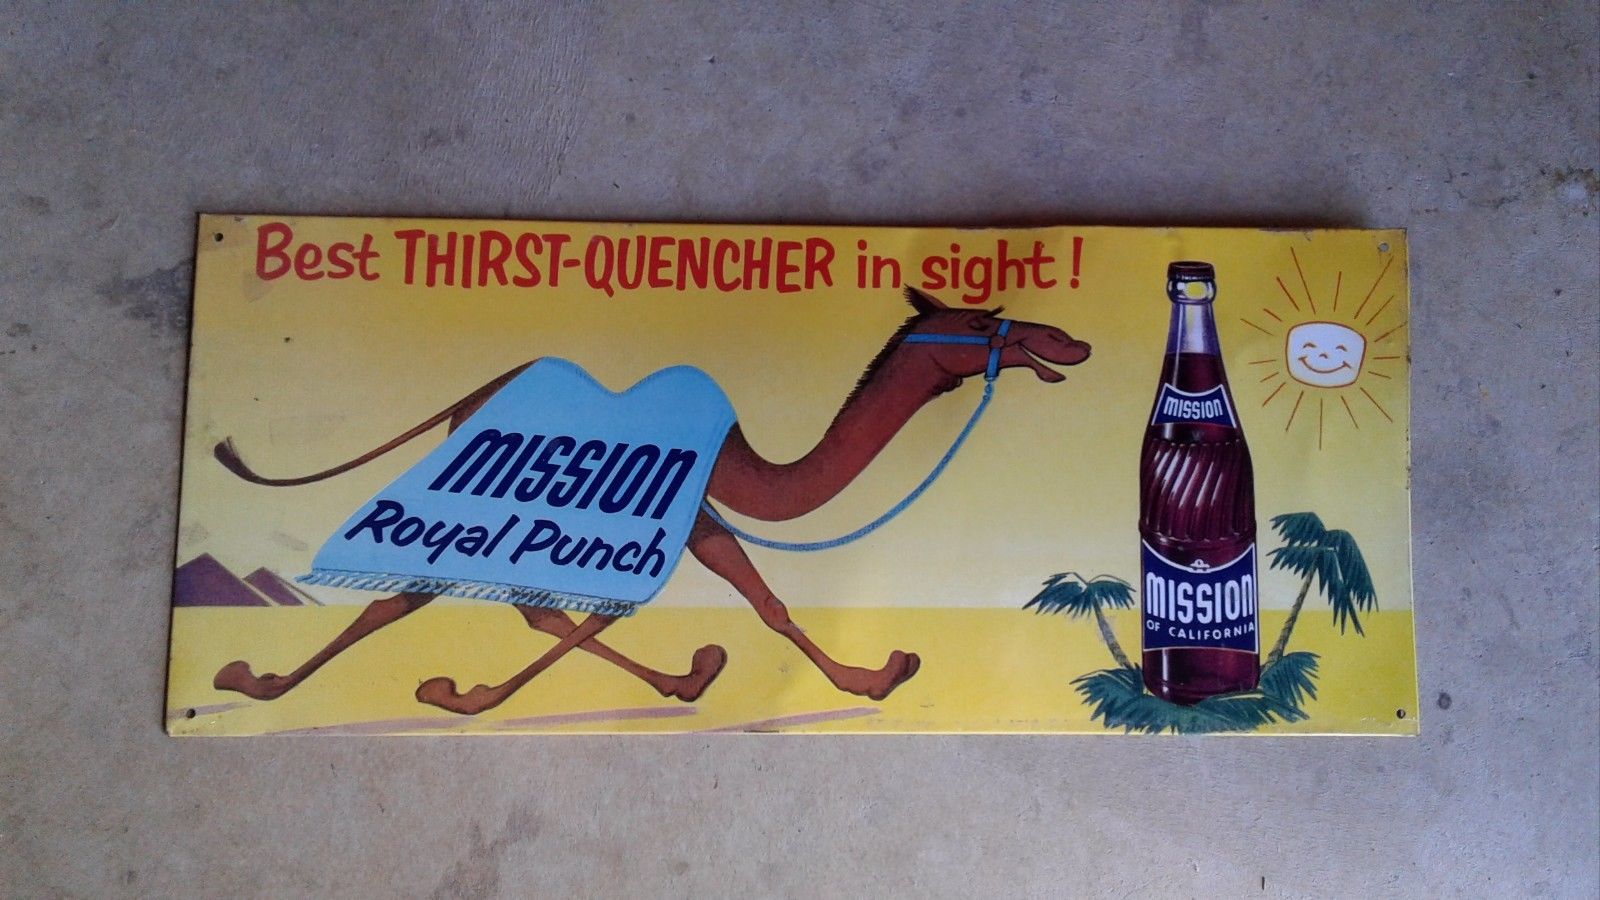 Best THIRST-QUENCHER in sight!
MISSION
Royal Punch
MISSION
MISSION
OF CALIFORNIA